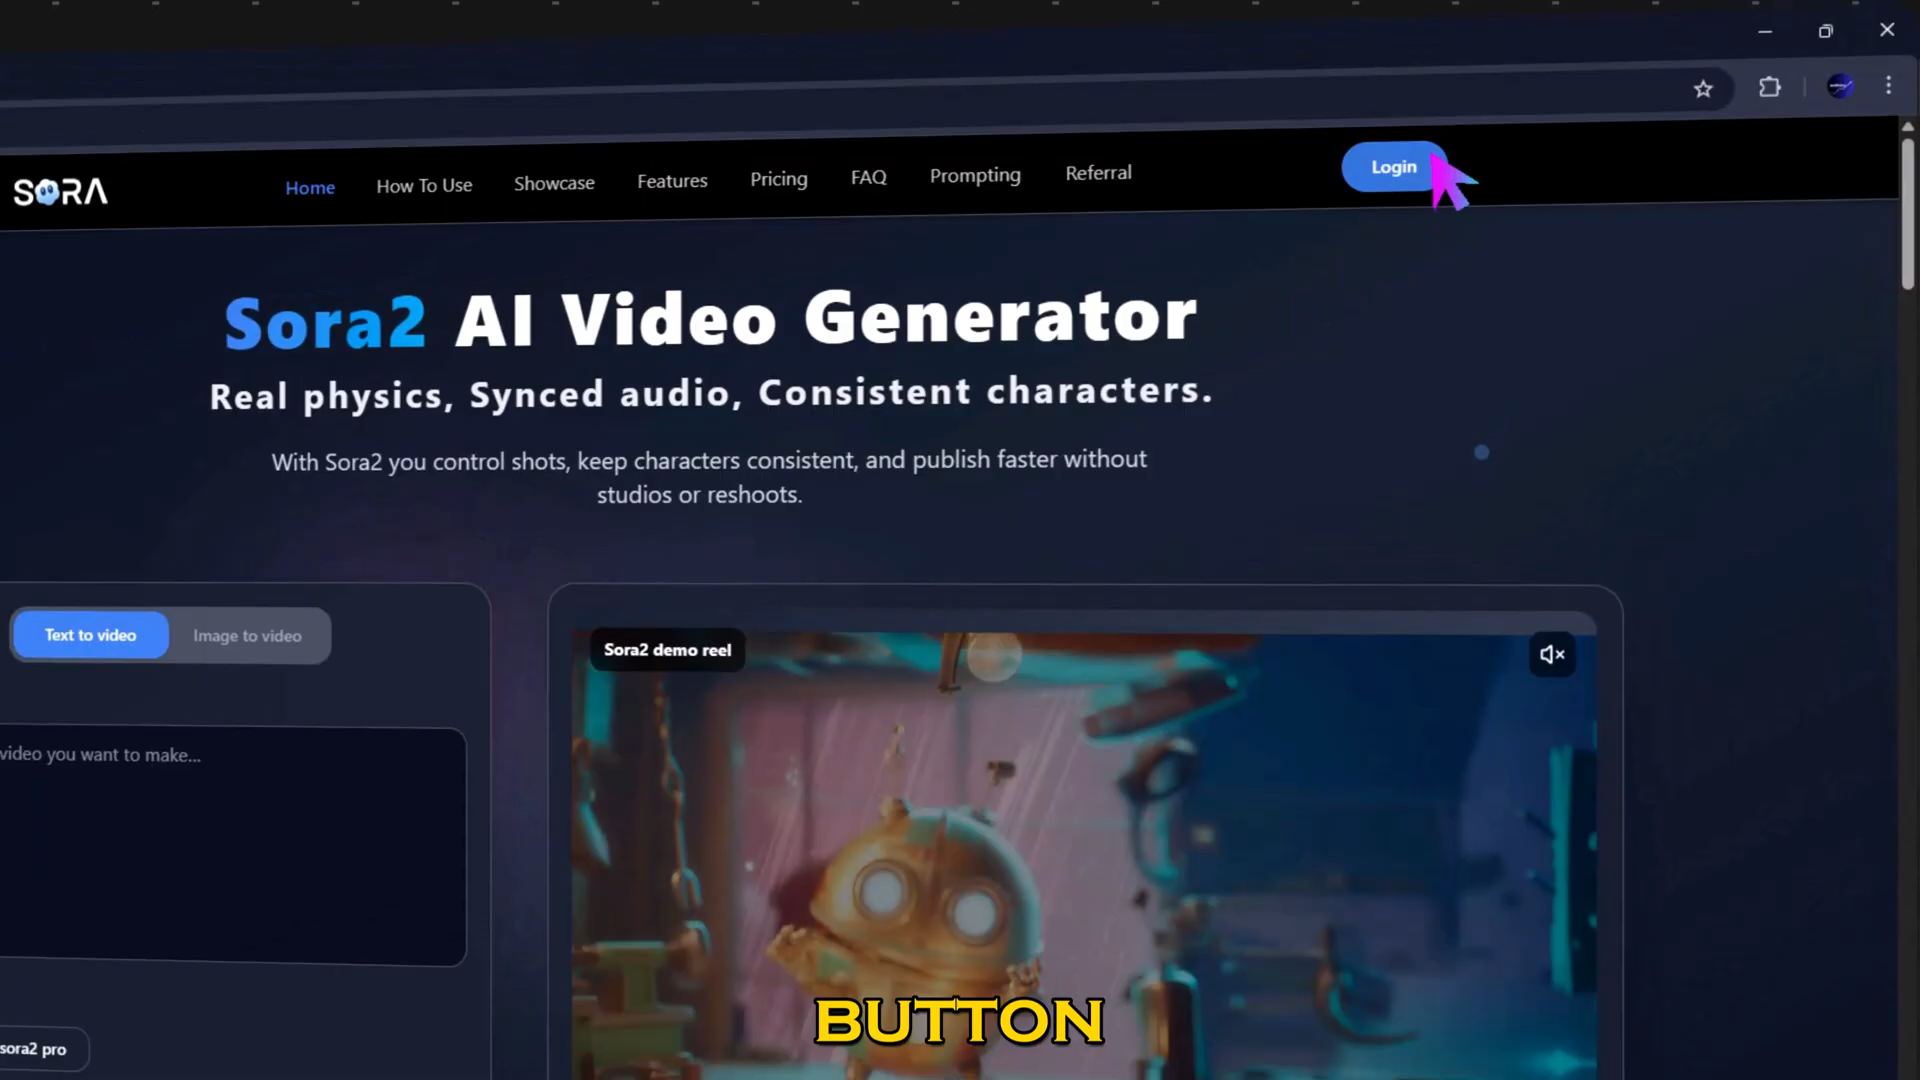 SORA
Home How To Use Showcase Features Pricing FAQ Prompting Referral Login
Sora2 AI Video Generator
Real physics, Synced audio, Consistent characters.
With Sora2 you control shots, keep characters consistent, and publish faster without
studios or reshoots.
Text to video Image to video
Sora2 demo reel
video you want to make...
BUTTON
sora2 pro